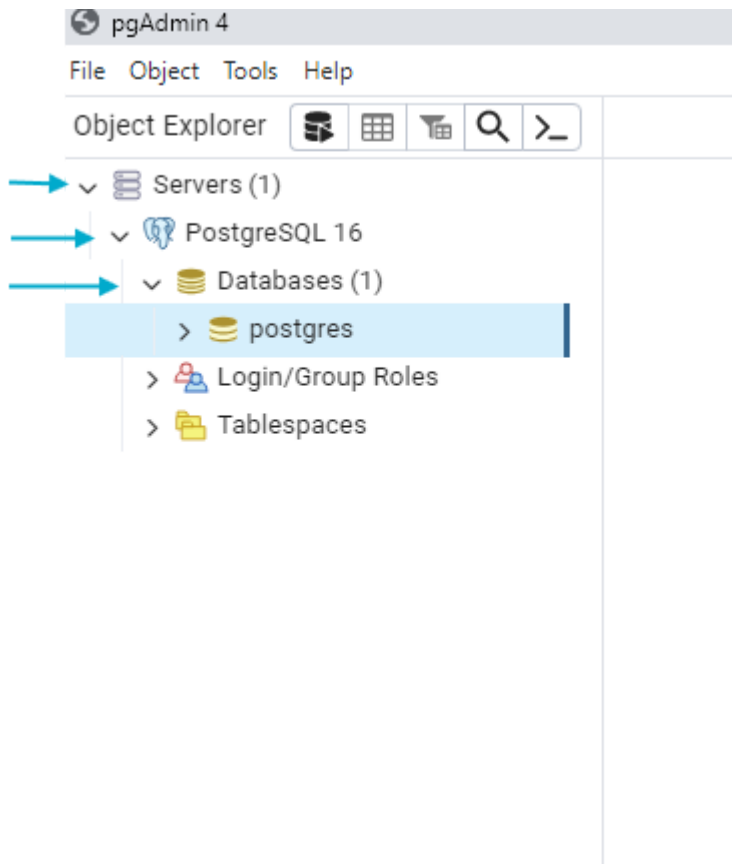 pgAdmin 4
File Object Tools Help
Object Explorer
Servers (1)
PostgreSQL 16
Databases (1)
postgres
Login/Group Roles
Tablespaces